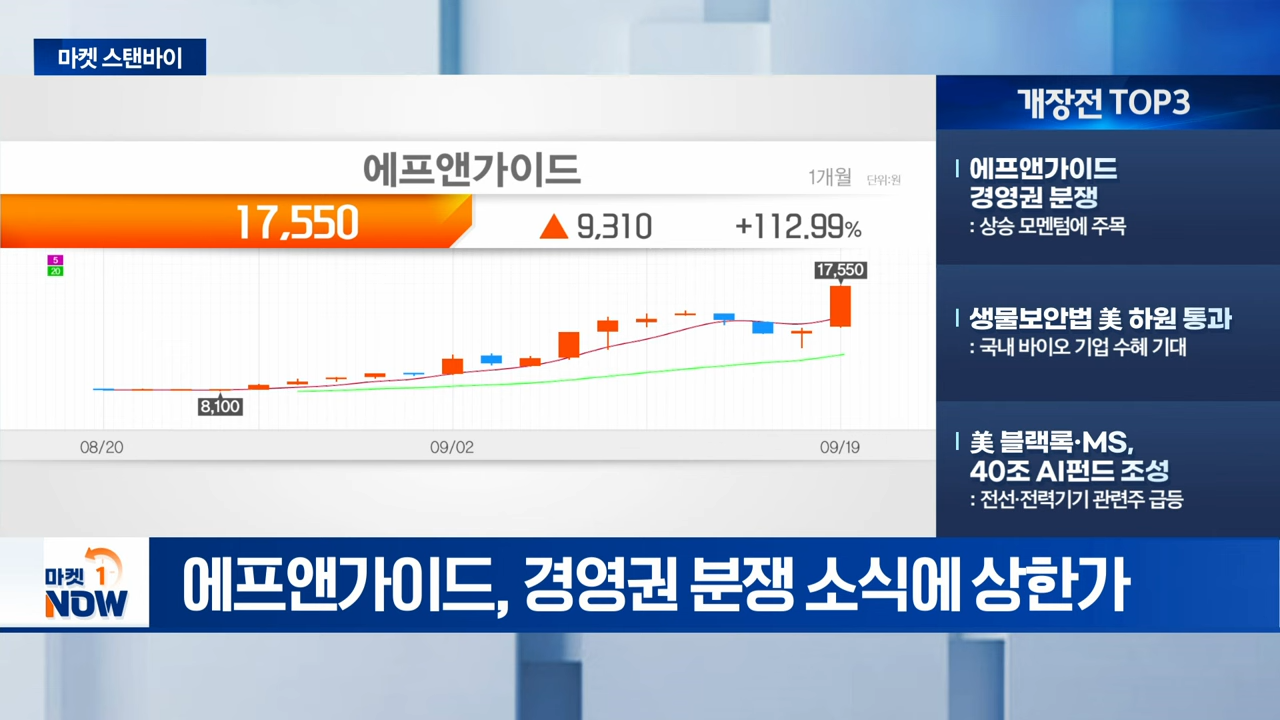 마켓 스탠바이
에프앤가이드
1개월 단위:원
17,550 ▲ 9,310 +112.99%
5
20
17,550
8,100
08/20 09/02 09/19
개장전 TOP3
에프앤가이드
경영권 분쟁
: 상승 모멘텀에 주목
생물보안법 美 하원 통과
: 국내 바이오 기업 수혜 기대
美 블랙록·MS,
40조 AI펀드 조성
: 전선·전력기기 관련주 급등
마켓 1
NOW
에프앤가이드, 경영권 분쟁 소식에 상한가